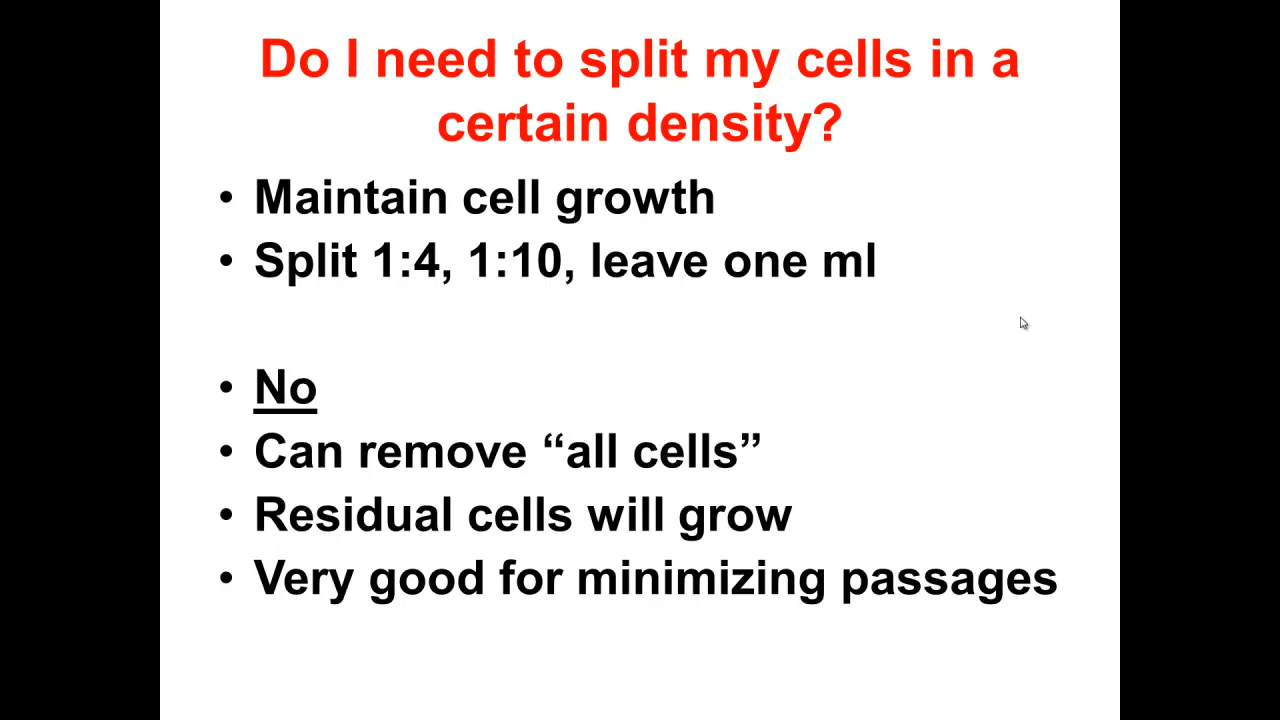 Do I need to split my cells in a
certain density?
• Maintain cell growth
• Split 1:4, 1:10, leave one ml
• No
• Can remove “all cells”
• Residual cells will grow
• Very good for minimizing passages